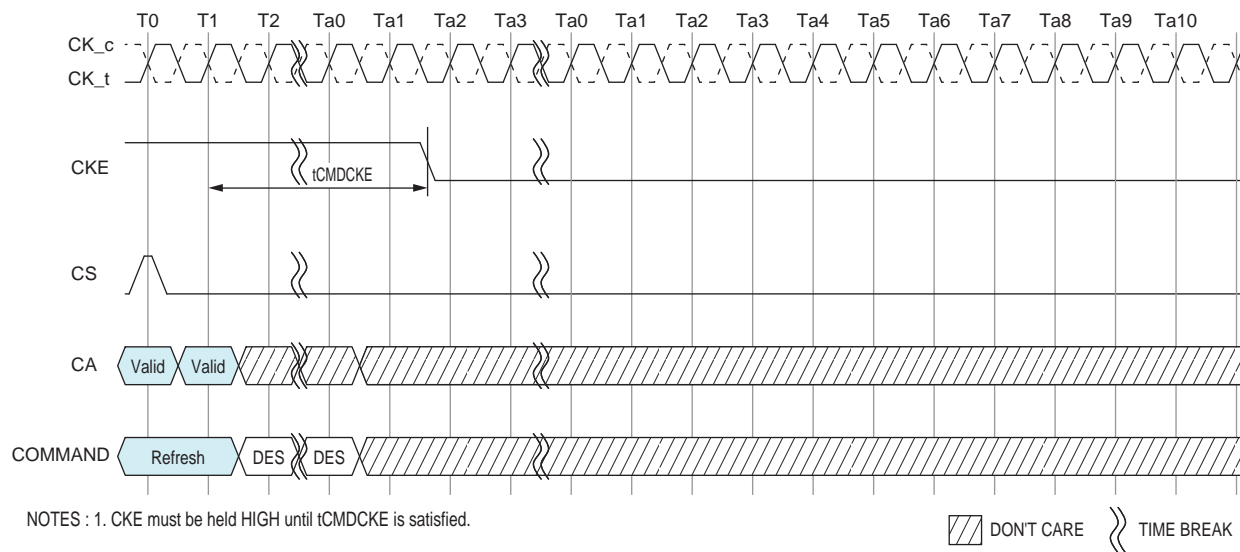 T0 T1 T2 Ta0 Ta1 Ta2 Ta3 Ta0 Ta1 Ta2 Ta3 Ta4 Ta5 Ta6 Ta7 Ta8 Ta9 Ta10
CK_c
CK_t
CKE
tCMDCKE
CS
CA Valid Valid
COMMAND Refresh DES DES
NOTES : 1. CKE must be held HIGH until tCMDCKE is satisfied.
DON'T CARE TIME BREAK